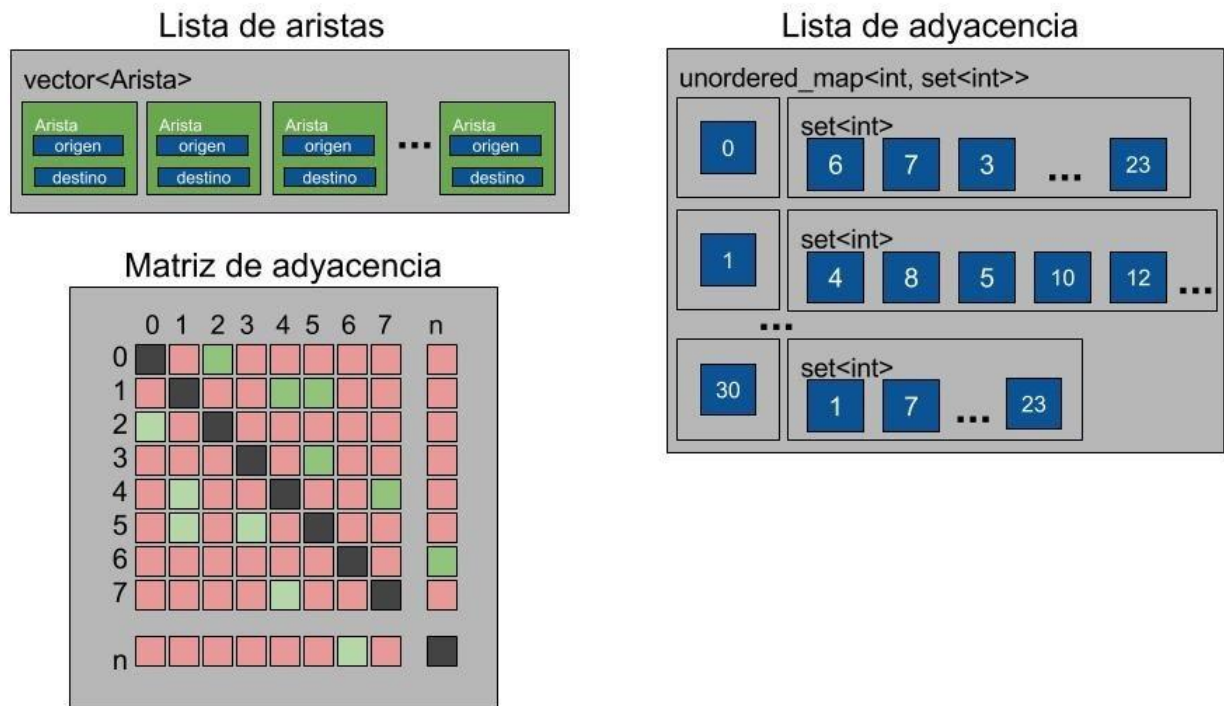 Lista de aristas
vector<Arista>
Arista Arista Arista Arista
origen origen origen ... origen
destino destino destino destino
Matriz de adyacencia
0 1 2 3 4 5 6 7 n
0
1
2
3
4
5
6
7
n
Lista de adyacencia
unordered_map<int, set<int>>
set<int>
0 6 7 3 ... 23
set<int>
1 4 8 5 10 12 ...
...
set<int>
30 1 7 ... 23